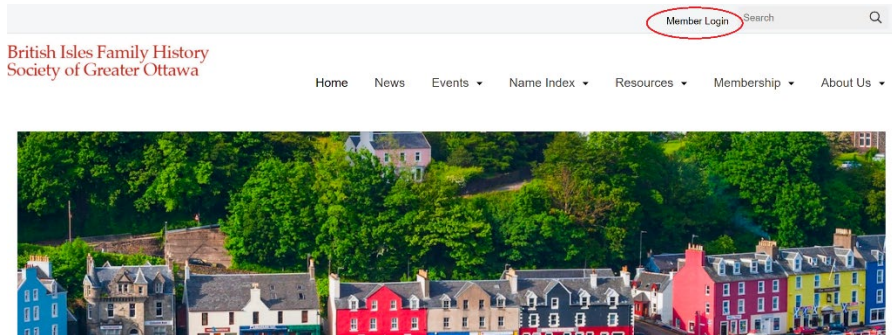 Member Login Search
British Isles Family History
Society of Greater Ottawa
Home News Events Name Index Resources Membership About Us